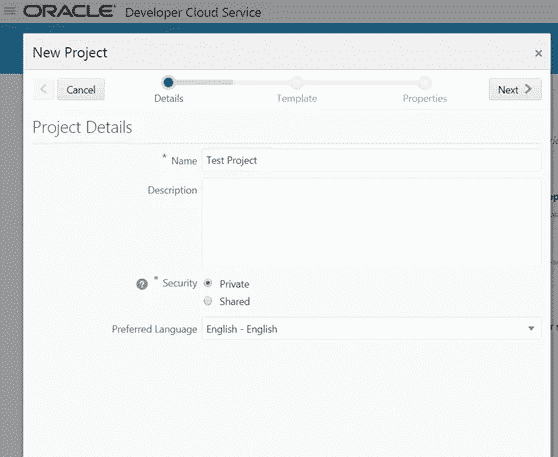 ORACLE® Developer Cloud Service
New Project ×
Cancel Details Template Properties Next
Project Details
* Name Test Project
Description
? * Security Private
Shared
Preferred Language English - English